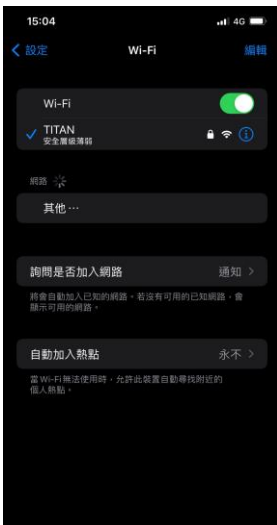 15:04
4G
設定
Wi-Fi
編輯
Wi-Fi
TITAN
安全層級薄弱
網路
其他…
詢問是否加入網路
通知
將會自動加入已知的網路。若沒有可用的已知網路，會
顯示可用的網路。
自動加入熱點
永不
當 Wi-Fi 無法使用時，允許此裝置自動尋找附近的
個人熱點。